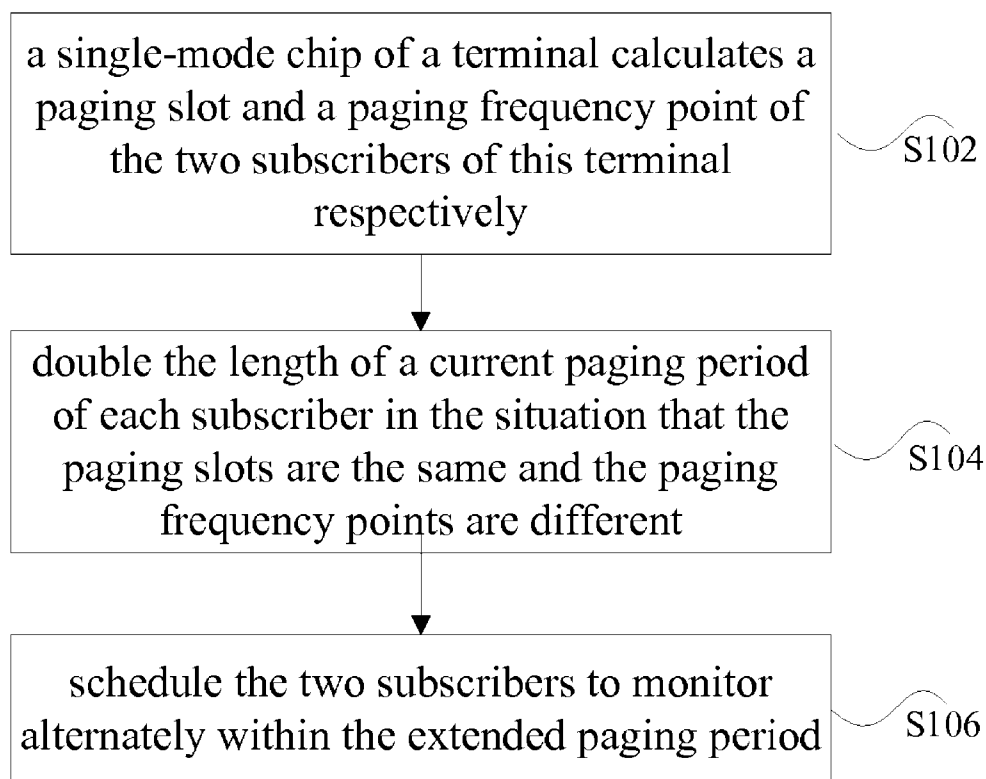 a single-mode chip of a terminal calculates a
paging slot and a paging frequency point of
the two subscribers of this terminal
respectively
S102
double the length of a current paging period
of each subscriber in the situation that the
paging slots are the same and the paging
frequency points are different
S104
schedule the two subscribers to monitor
alternately within the extended paging period
S106